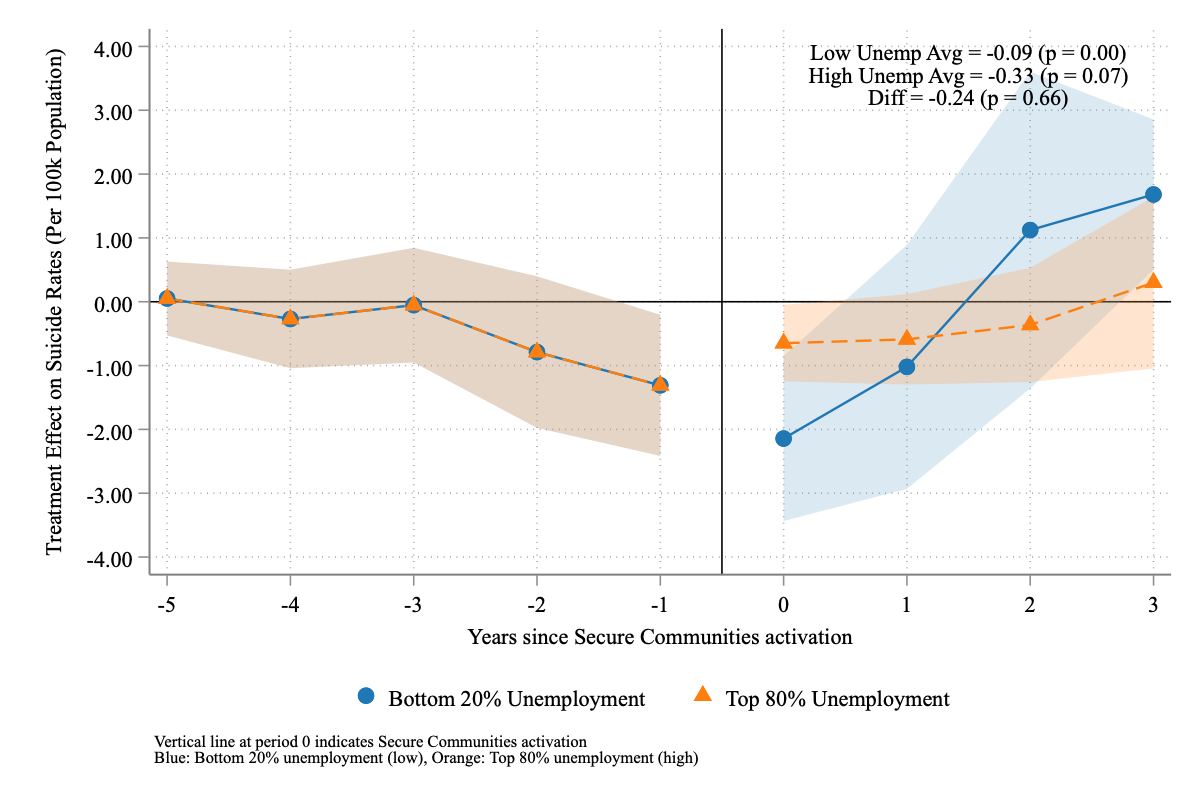 Treatment Effect on Suicide Rates (Per 100k Population)
4.00
3.00
2.00
1.00
0.00
-1.00
-2.00
-3.00
-4.00
Low Unemp Avg = -0.09 (p = 0.00)
High Unemp Avg = -0.33 (p = 0.07)
Diff = -0.24 (p = 0.66)
-5 -4 -3 -2 -1 0 1 2 3
Years since Secure Communities activation
Bottom 20% Unemployment Top 80% Unemployment
Vertical line at period 0 indicates Secure Communities activation
Blue: Bottom 20% unemployment (low), Orange: Top 80% unemployment (high)